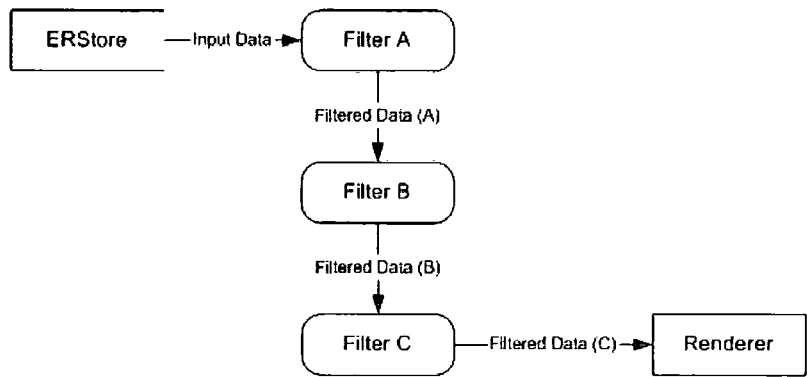 ERStore
Input Data
Filter A
Filtered Data (A)
Filter B
Filtered Data (B)
Filter C
Filtered Data (C)
Renderer